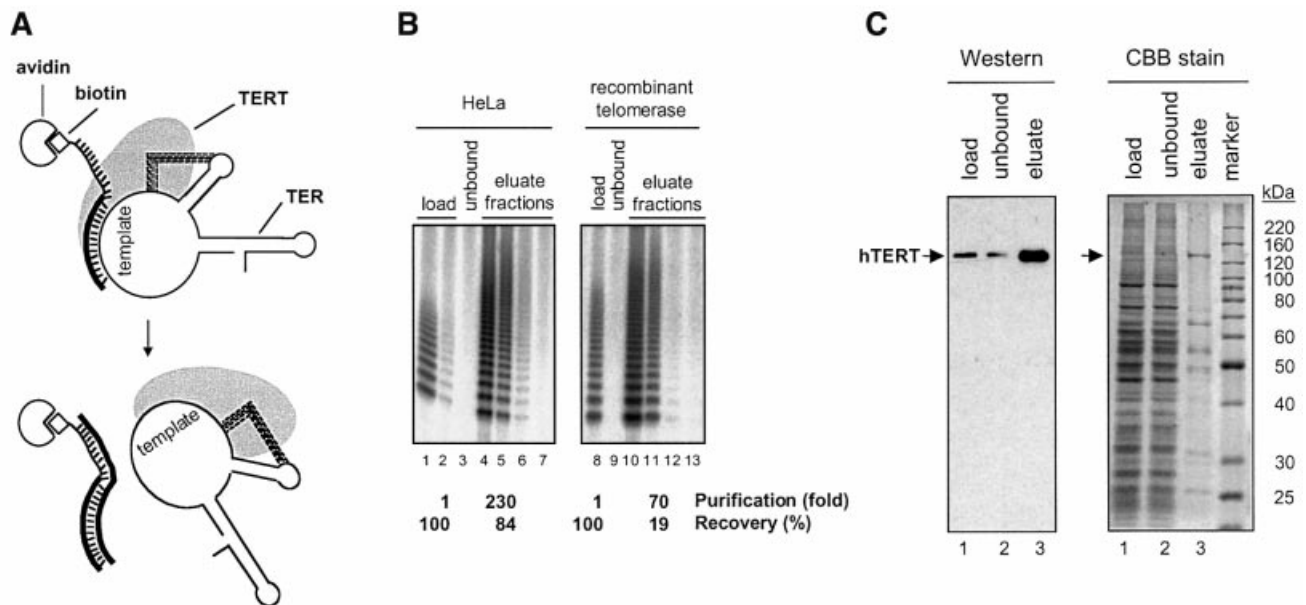 A
avidin
biotin
TERT
template
TER
template
B
HeLa
recombinant
telomerase
load
unbound
eluate
fractions
load
unbound
eluate
fractions
1 2 3 4 5 6 7
8 9 10 11 12 13
1 230 1 70 Purification (fold)
100 84 100 19 Recovery (%)
C
Western
CBB stain
load
unbound
eluate
load
unbound
eluate
marker
kDa
hTERT
220
160
120
100
80
60
50
40
30
25
1 2 3
1 2 3